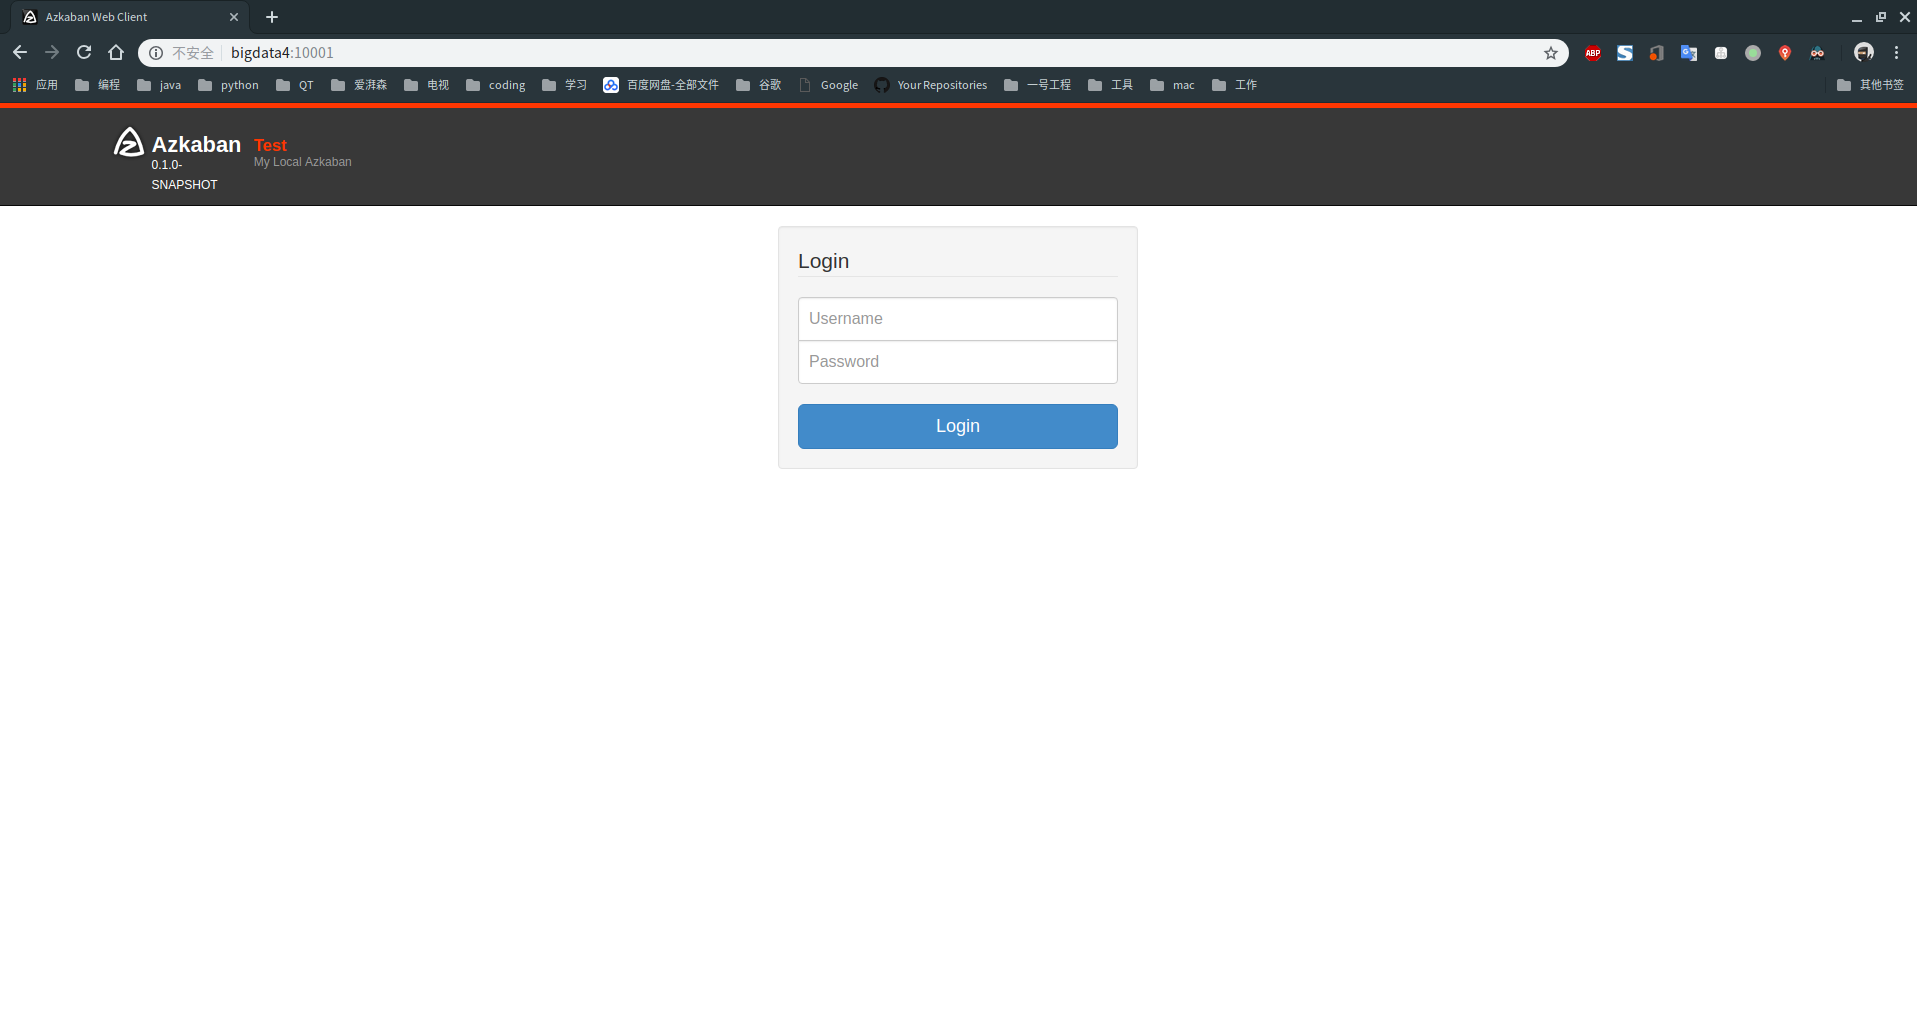 Azkaban Web Client
不安全 bigdata4:10001
ABP
应用 编程 java python QT 爱湃森 电视 coding 学习 百度网盘-全部文件 谷歌 Google Your Repositories 一号工程 工具 mac 工作 其他书签
Azkaban Test
0.1.0-SNAPSHOT My Local Azkaban
Login
Username
Password
Login